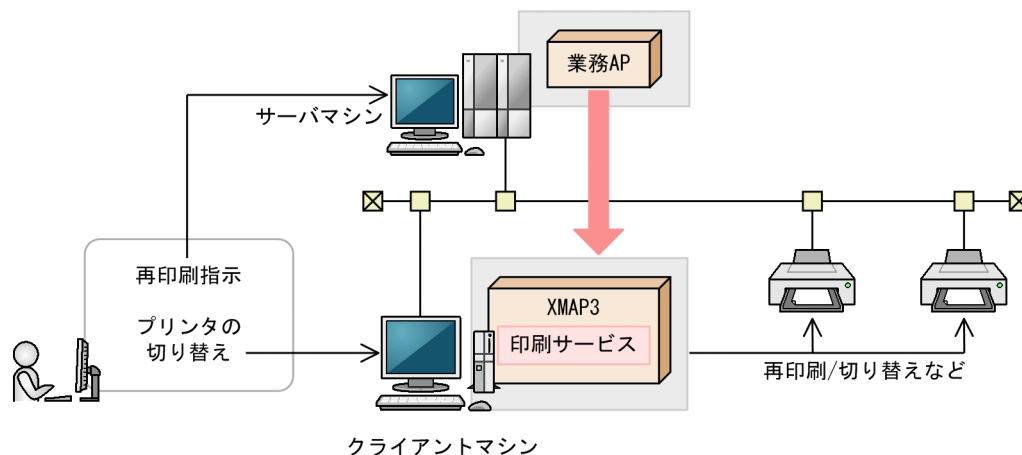 業務AP
サーバマシン
再印刷指示
プリンタの
切り替え
XMAP3
印刷サービス
再印刷/切り替えなど
クライアントマシン